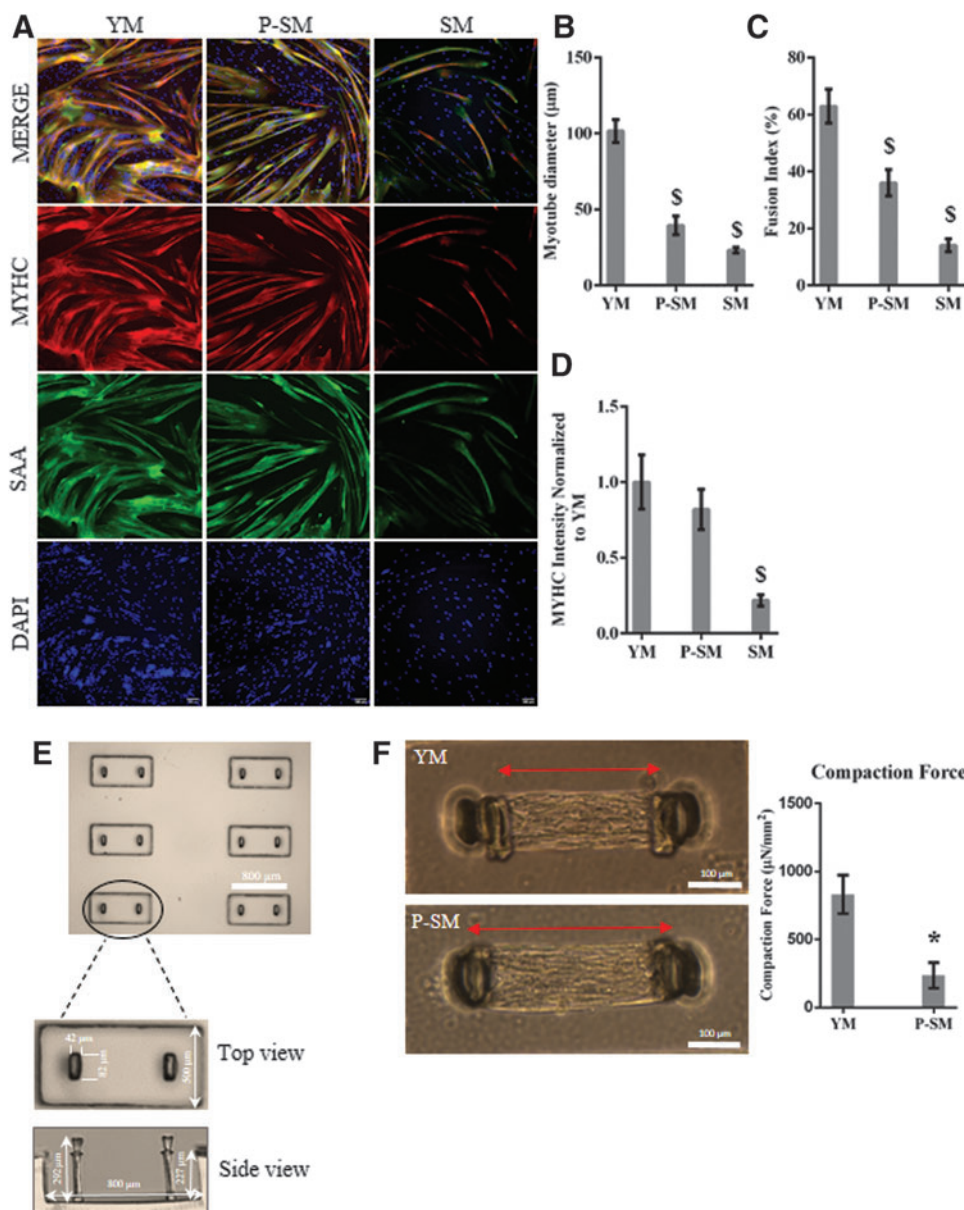 A
YM
P-SM
SM
MERGE
MYHC
SAA
DAPI
B
Myotube diameter (μm)
150
100
50
0
$
$
YM
P-SM
SM
C
Fusion Index (%)
80
60
40
20
0
$
$
YM
P-SM
SM
D
MYHC Intensity Normalized
to YM
1.5
1.0
0.5
0.0
$
YM
P-SM
SM
E
800 μm
42 μm
82 μm
500 μm
Top view
292 μm
800 μm
227 μm
Side view
F
YM
100 μm
P-SM
100 μm
Compaction Force
Compaction Force (μN/mm²)
1500
1000
500
0
*
YM
P-SM